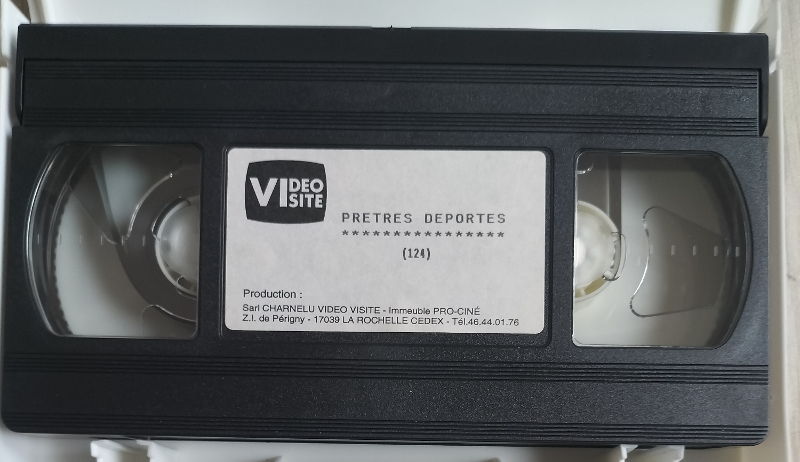 VIDEO
VISITE
PRETRES DEPORTES
****************
(124)
Production :
Sarl CHARNELU VIDEO VISITE - Immeuble PRO-CINÉ
Z.I. de Périgny - 17039 LA ROCHELLE CEDEX - Tél.46.44.01.76